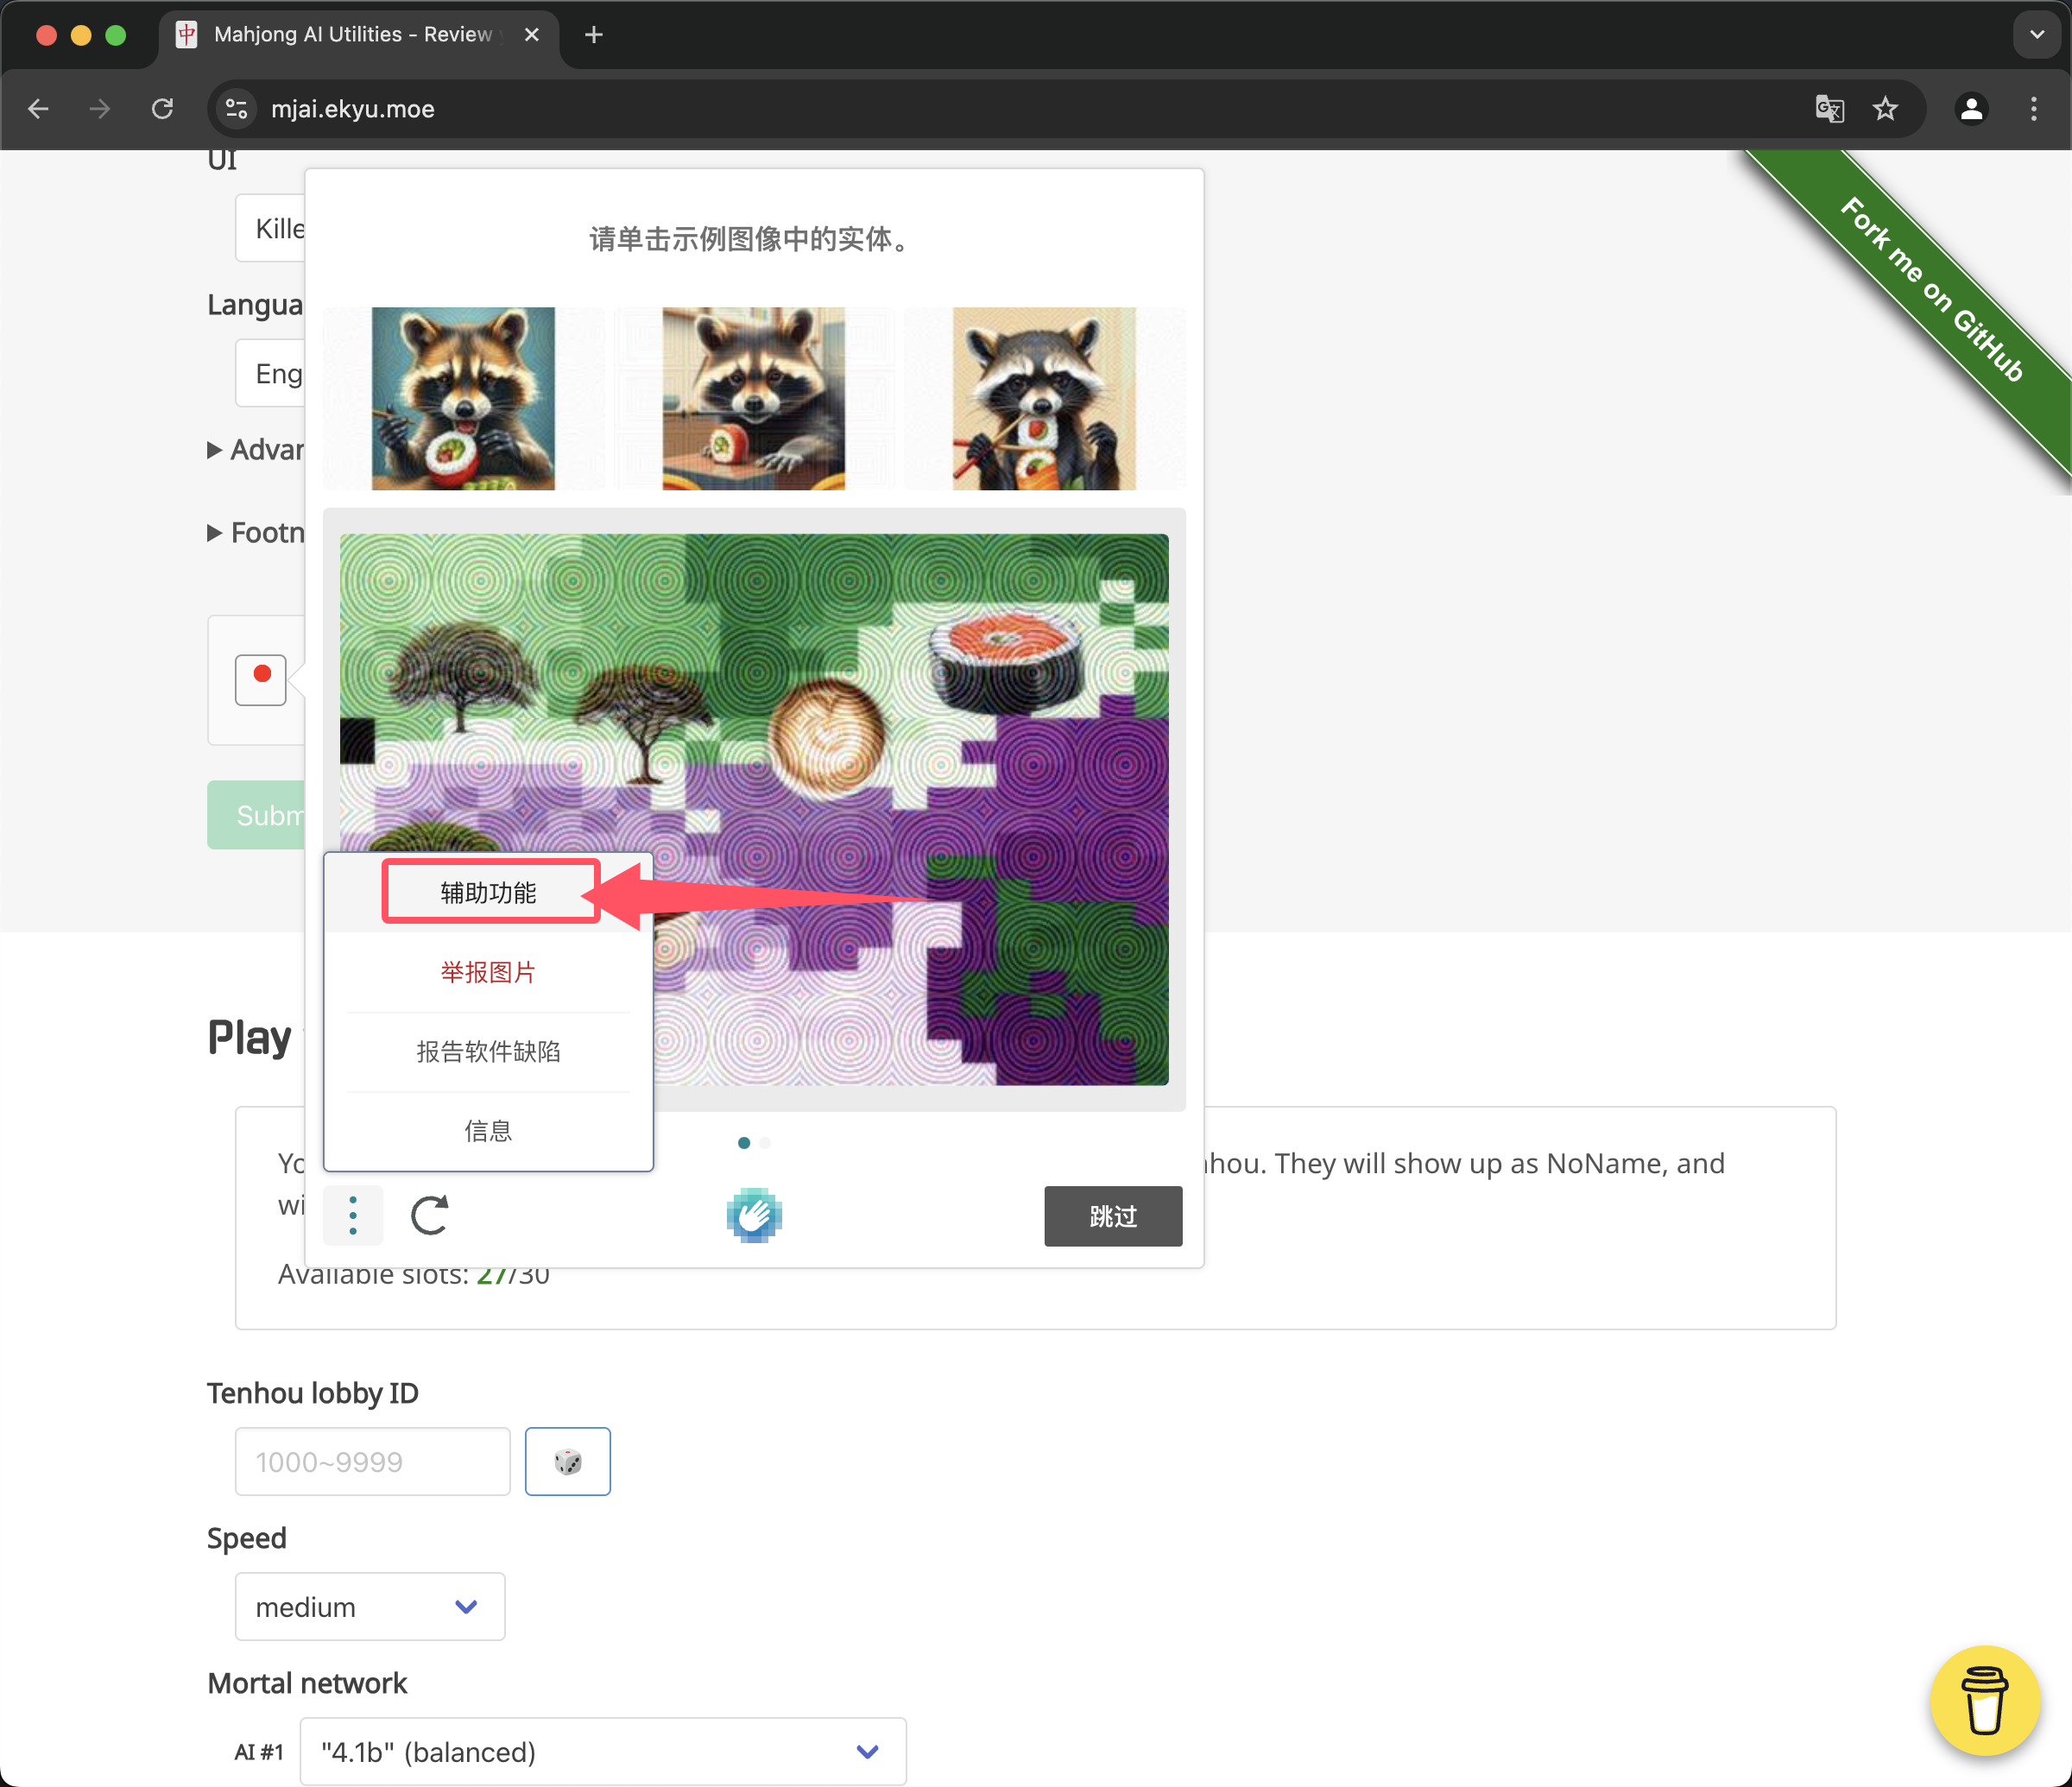 中 Mahjong AI Utilities - Review
mjai.ekyu.moe
Fork me on GitHub
UI
Kille
Langua
Eng
Advan
Footn
Subm
请单击示例图像中的实体。
辅助功能
举报图片
报告软件缺陷
信息
跳过
Play
Yo
hou. They will show up as NoName, and
wi
Available slots: 27/30
Tenhou lobby ID
1000~9999
Speed
medium
Mortal network
AI #1
"4.1b" (balanced)